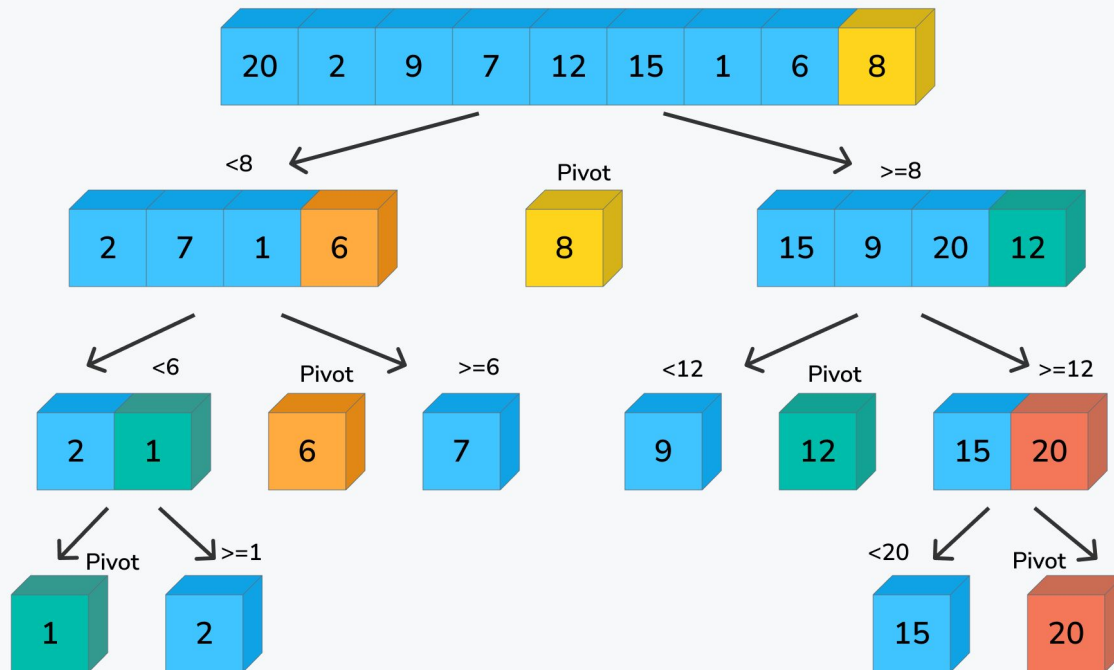 20 2 9 7 12 15 1 6 8
<8 Pivot >=8
2 7 1 6 8 15 9 20 12
<6 Pivot >=6 <12 Pivot >=12
2 1 6 7 9 12 15 20
Pivot >=1 <20 Pivot
1 2 15 20